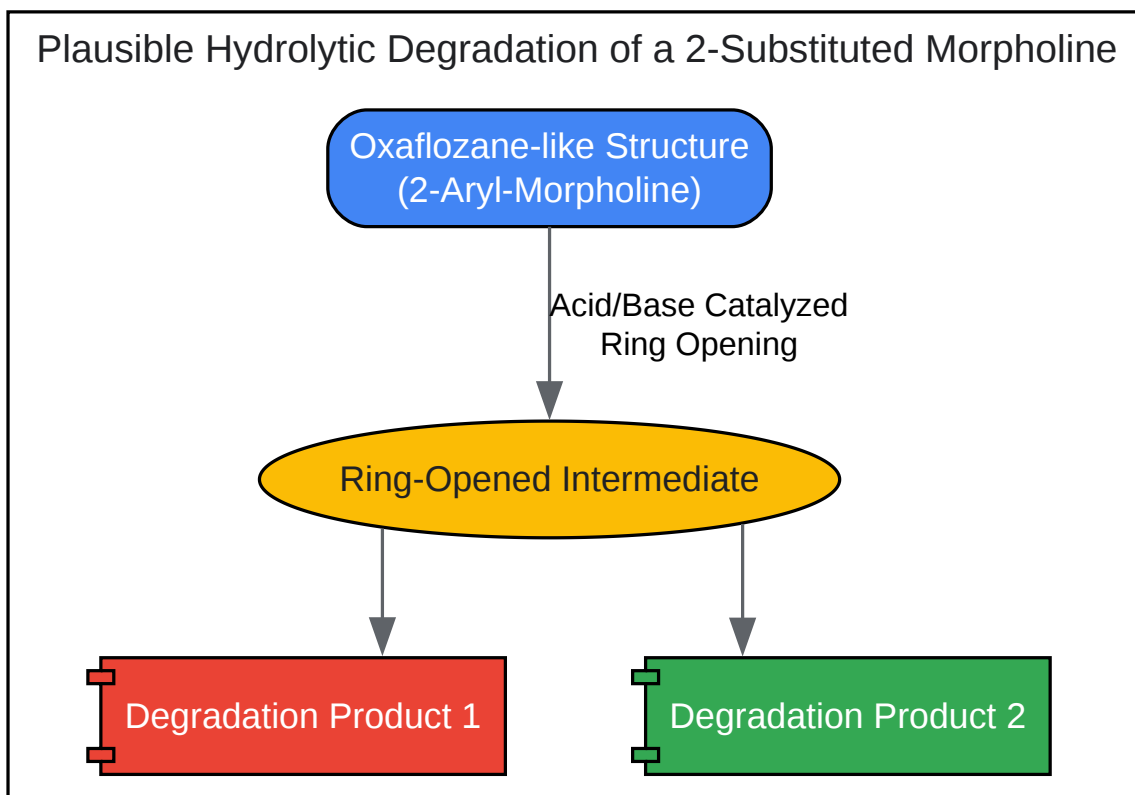 Plausible Hydrolytic Degradation of a 2-Substituted Morpholine
Oxaflozane-like Structure
(2-Aryl-Morpholine)
Acid/Base Catalyzed
Ring Opening
Ring-Opened Intermediate
Degradation Product 1
Degradation Product 2